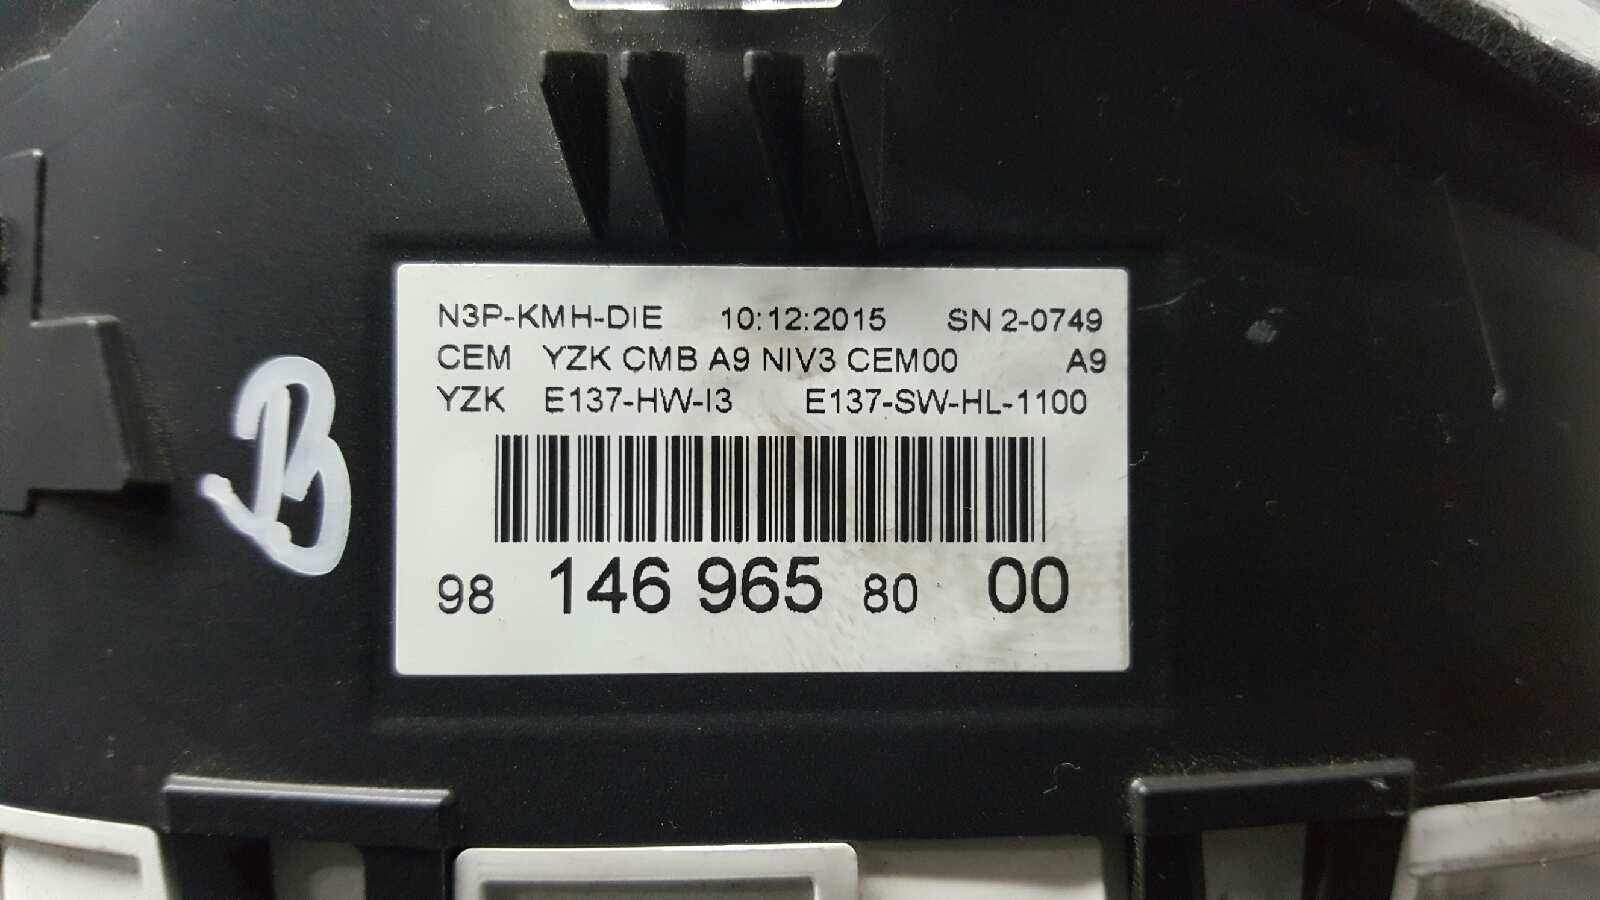 N3P-KMH-DIE 10:12:2015 SN 2-0749
CEM YZK CMB A9 NIV3 CEM00 A9
YZK E137-HW-I3 E137-SW-HL-1100
98 146 965 80 00
B